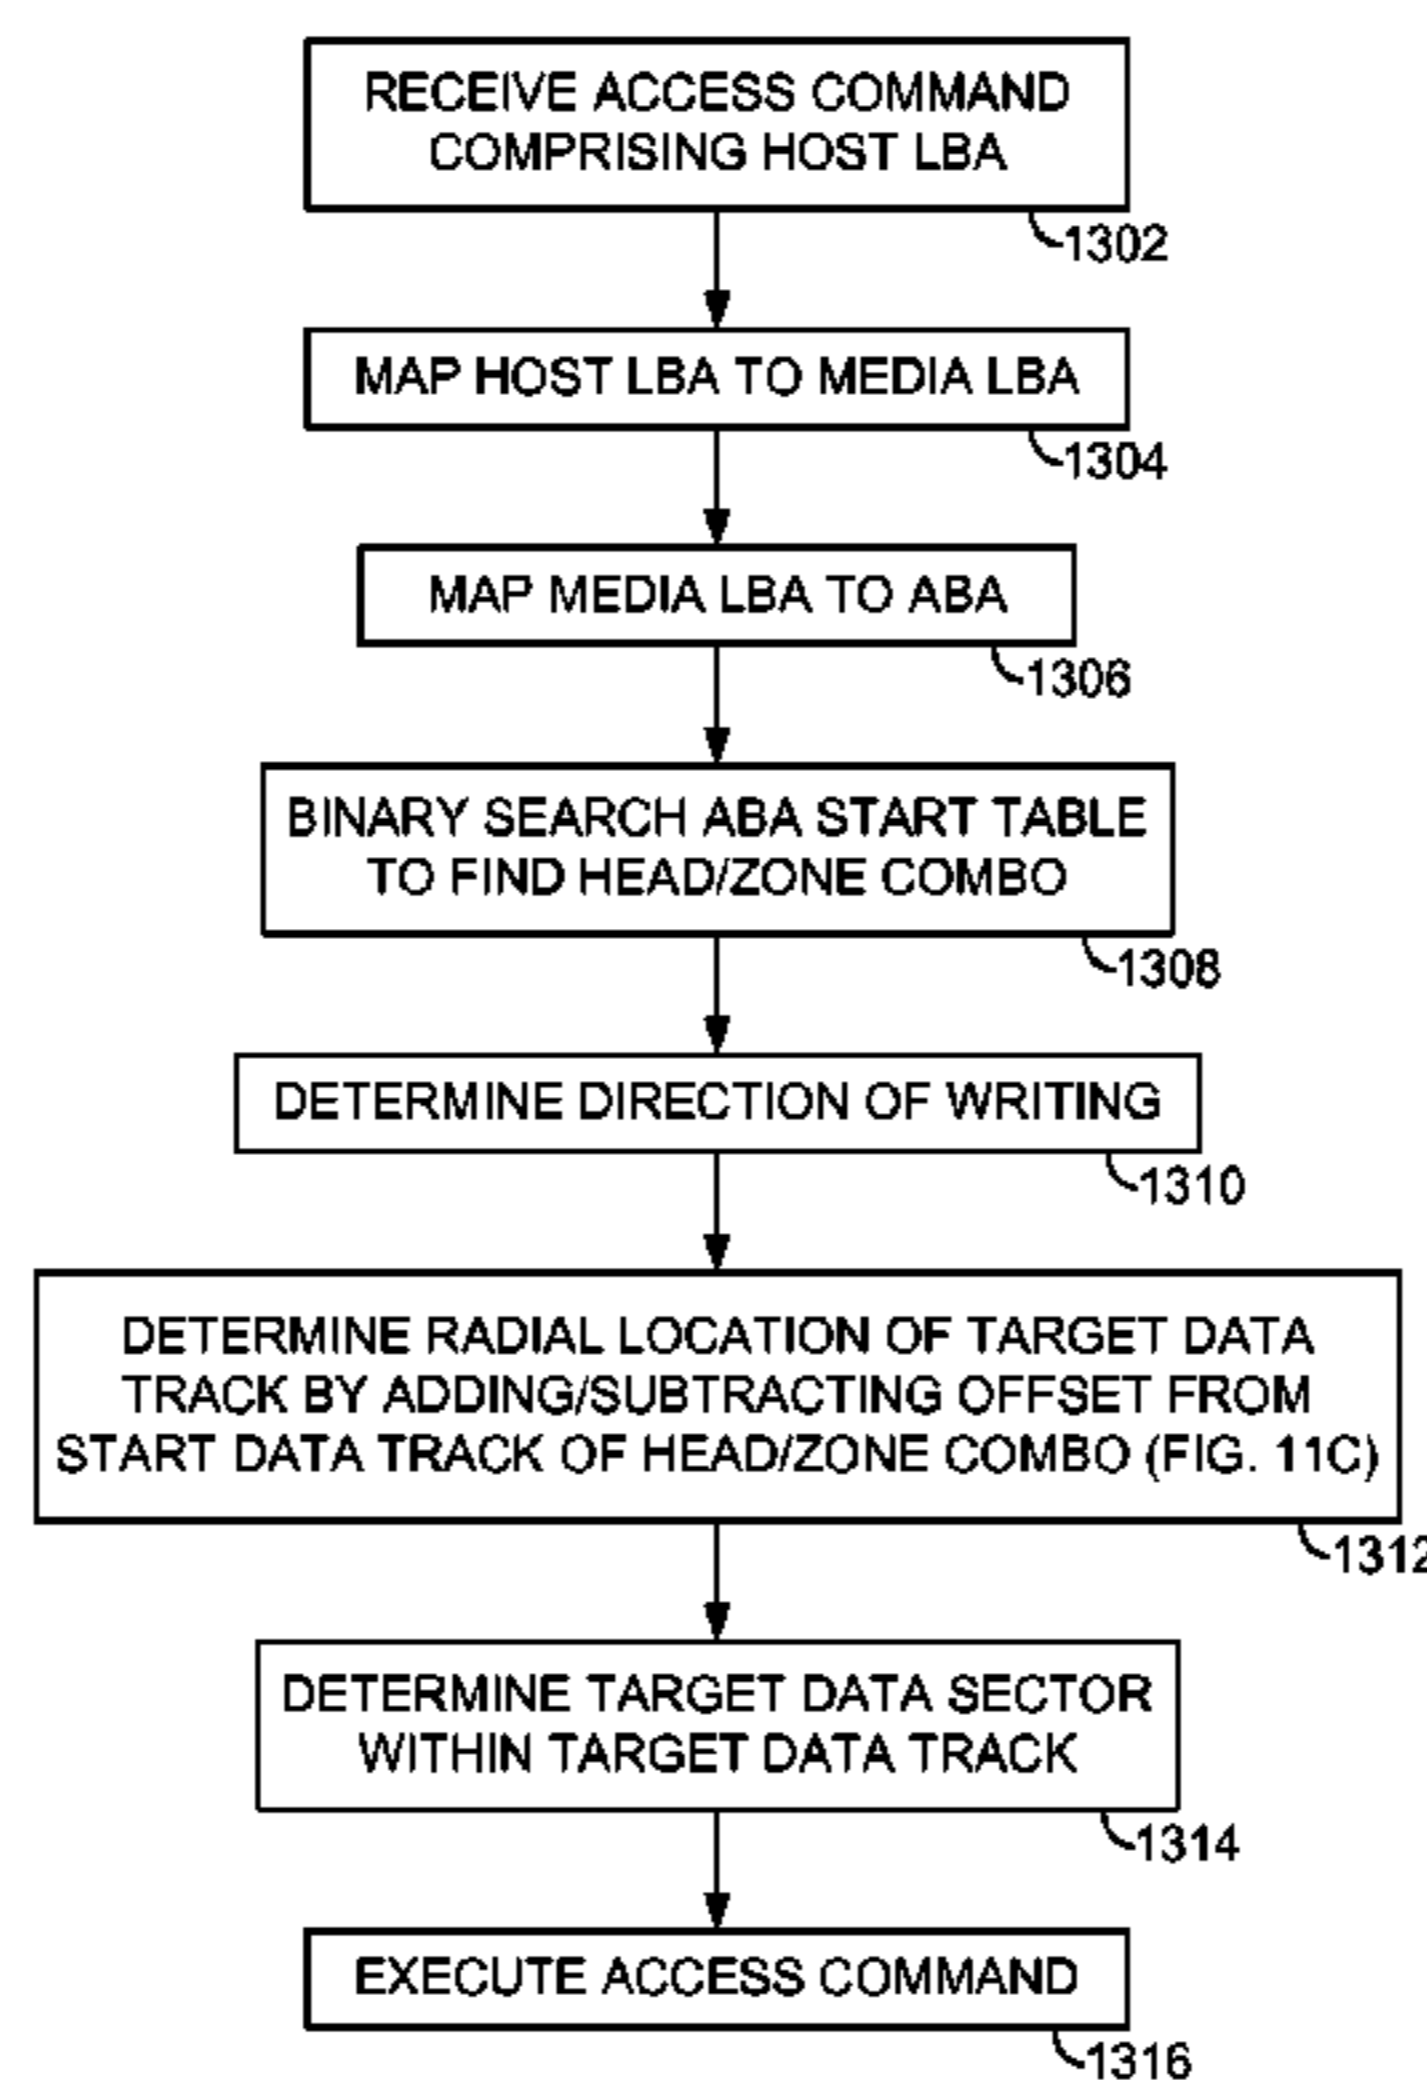 RECEIVE ACCESS COMMAND
COMPRISING HOST LBA
1302
MAP HOST LBA TO MEDIA LBA
1304
MAP MEDIA LBA TO ABA
1306
BINARY SEARCH ABA START TABLE
TO FIND HEAD/ZONE COMBO
1308
DETERMINE DIRECTION OF WRITING
1310
DETERMINE RADIAL LOCATION OF TARGET DATA
TRACK BY ADDING/SUBTRACTING OFFSET FROM
START DATA TRACK OF HEAD/ZONE COMBO (FIG. 11C)
1312
DETERMINE TARGET DATA SECTOR
WITHIN TARGET DATA TRACK
1314
EXECUTE ACCESS COMMAND
1316